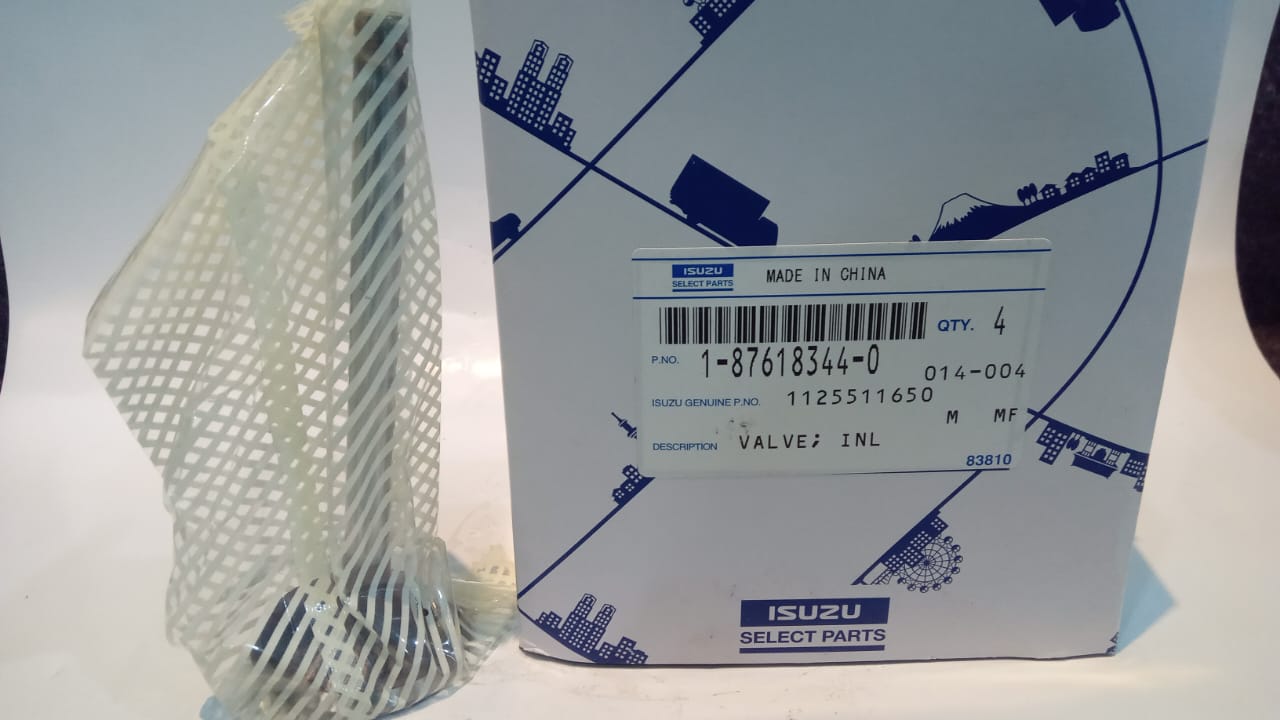 ISUZU
SELECT PARTS
MADE IN CHINA
QTY. 4
P.NO. 1-87618344-0
014-004
ISUZU GENUINE P.NO. 1125511650
M MF
DESCRIPTION VALVE; INL
83810
ISUZU
SELECT PARTS